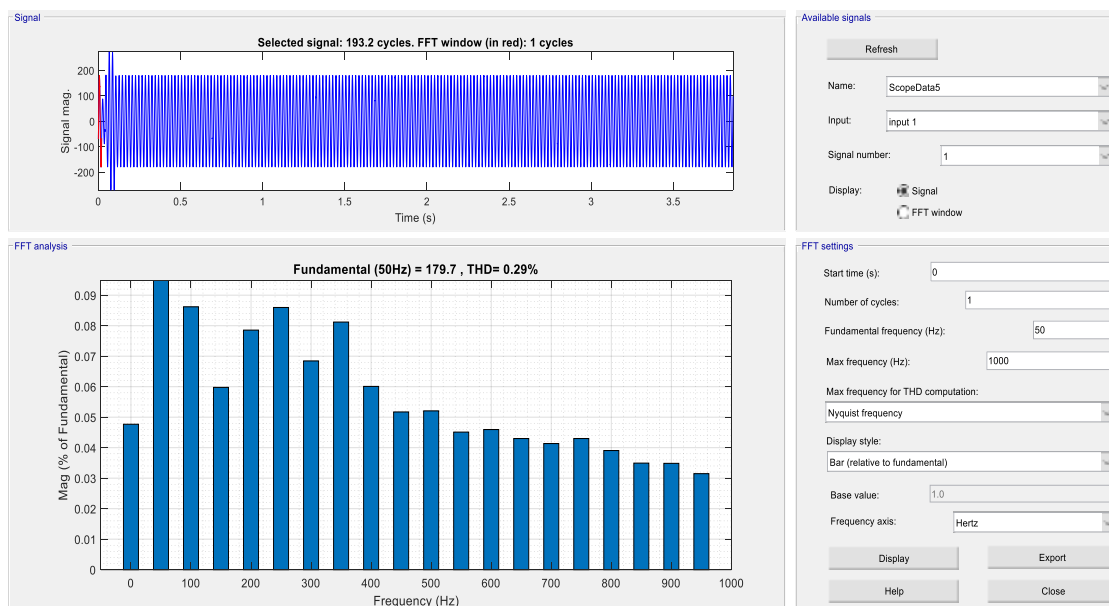 Signal
Selected signal: 193.2 cycles. FFT window (in red): 1 cycles
200
100
0
-100
-200
Signal mag.
0 0.5 1 1.5 2 2.5 3 3.5
Time (s)
Available signals
Refresh
Name: ScopeData5
Input: input 1
Signal number: 1
Display: Signal
FFT window
FFT analysis
Fundamental (50Hz) = 179.7 , THD= 0.29%
0.09
0.08
0.07
0.06
0.05
0.04
0.03
0.02
0.01
0
Mag (% of Fundamental)
0 100 200 300 400 500 600 700 800 900 1000
Frequency (Hz)
FFT settings
Start time (s): 0
Number of cycles: 1
Fundamental frequency (Hz): 50
Max frequency (Hz): 1000
Max frequency for THD computation:
Nyquist frequency
Display style:
Bar (relative to fundamental)
Base value: 1.0
Frequency axis: Hertz
Display Export
Help Close